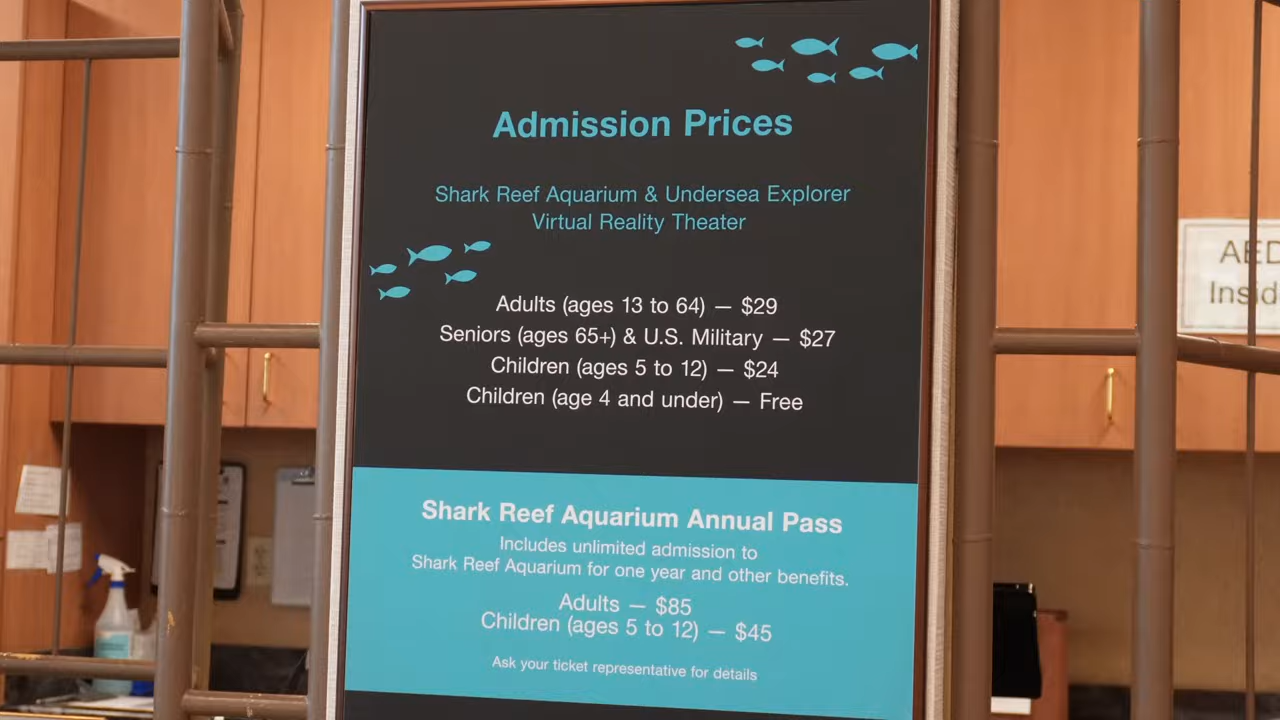 Admission Prices
Shark Reef Aquarium & Undersea Explorer
Virtual Reality Theater
Adults (ages 13 to 64) — $29
Seniors (ages 65+) & U.S. Military — $27
Children (ages 5 to 12) — $24
Children (age 4 and under) — Free
Shark Reef Aquarium Annual Pass
Includes unlimited admission to
Shark Reef Aquarium for one year and other benefits.
Adults — $85
Children (ages 5 to 12) — $45
Ask your ticket representative for details
AED